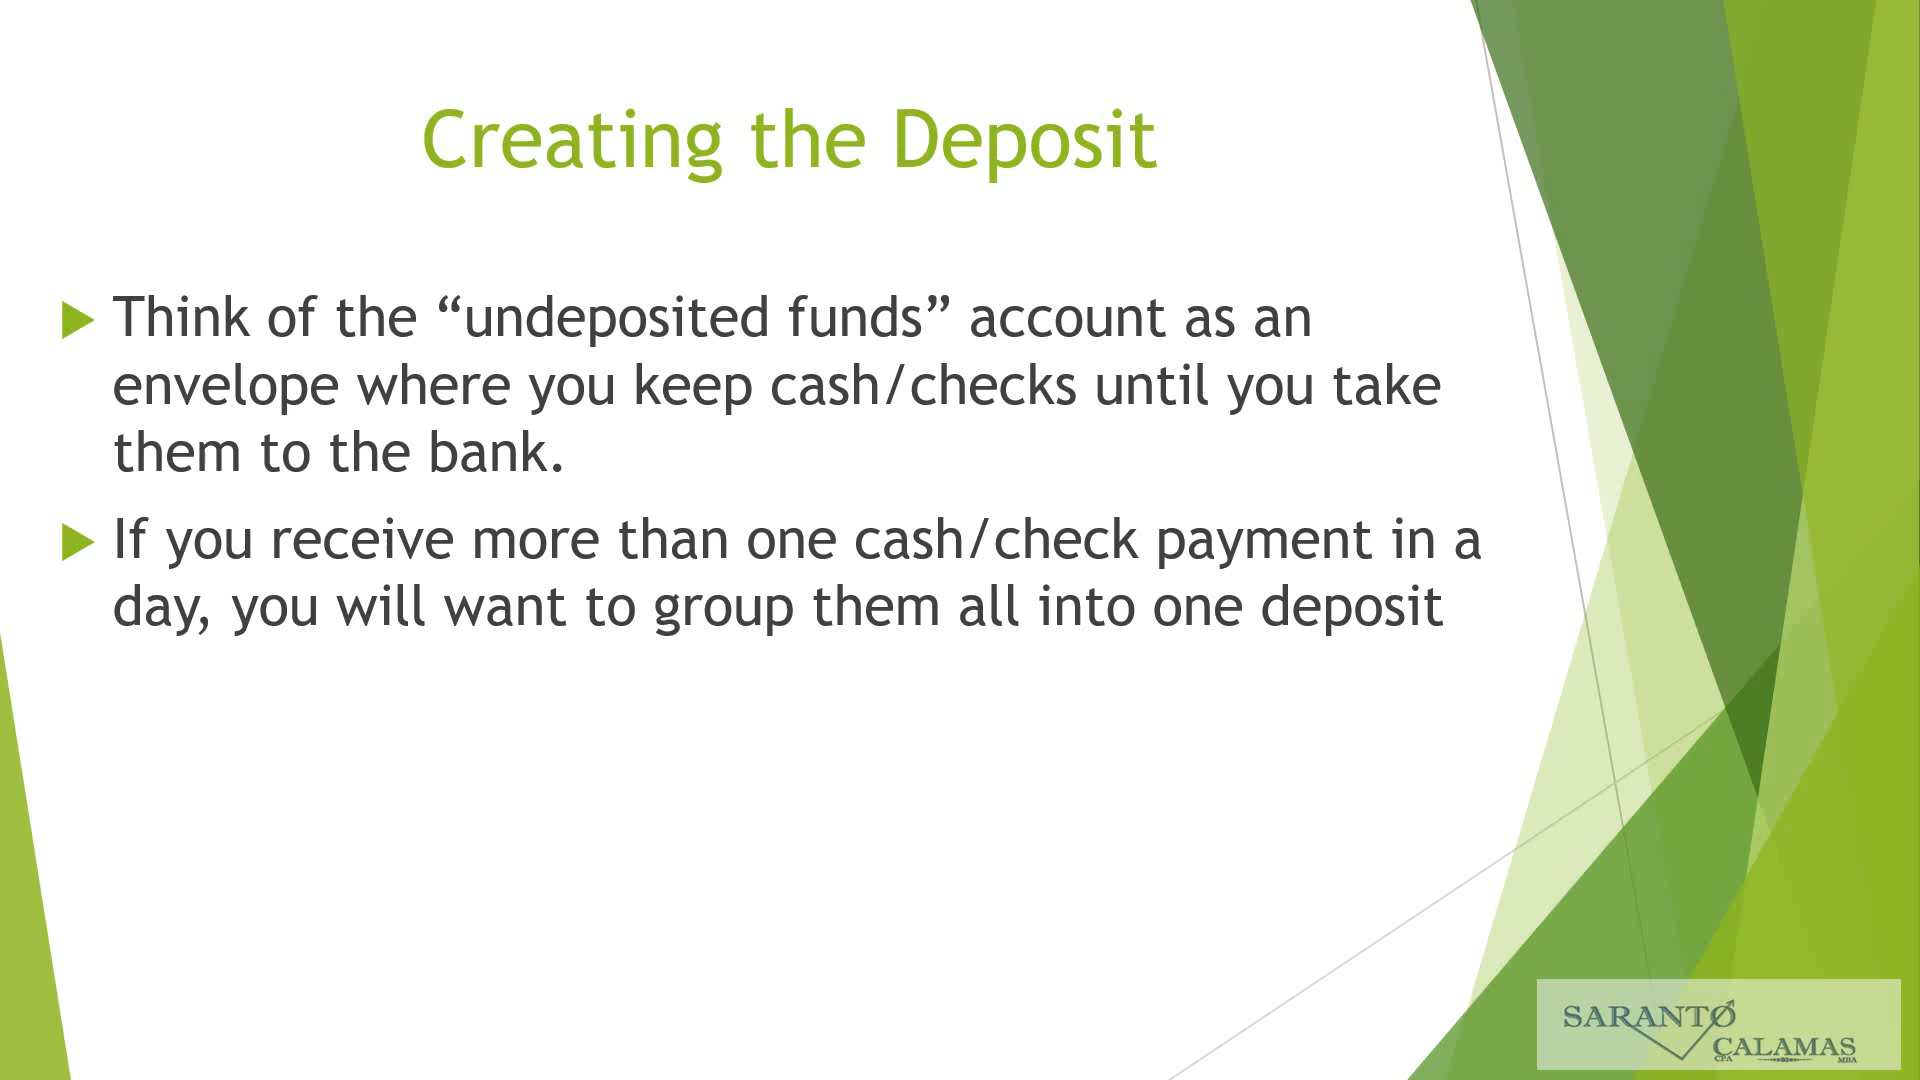 Creating the Deposit
Think of the “undeposited funds” account as an
envelope where you keep cash/checks until you take
them to the bank.
If you receive more than one cash/check payment in a
day, you will want to group them all into one deposit
SARANTO
CALAMAS
CPA MBA